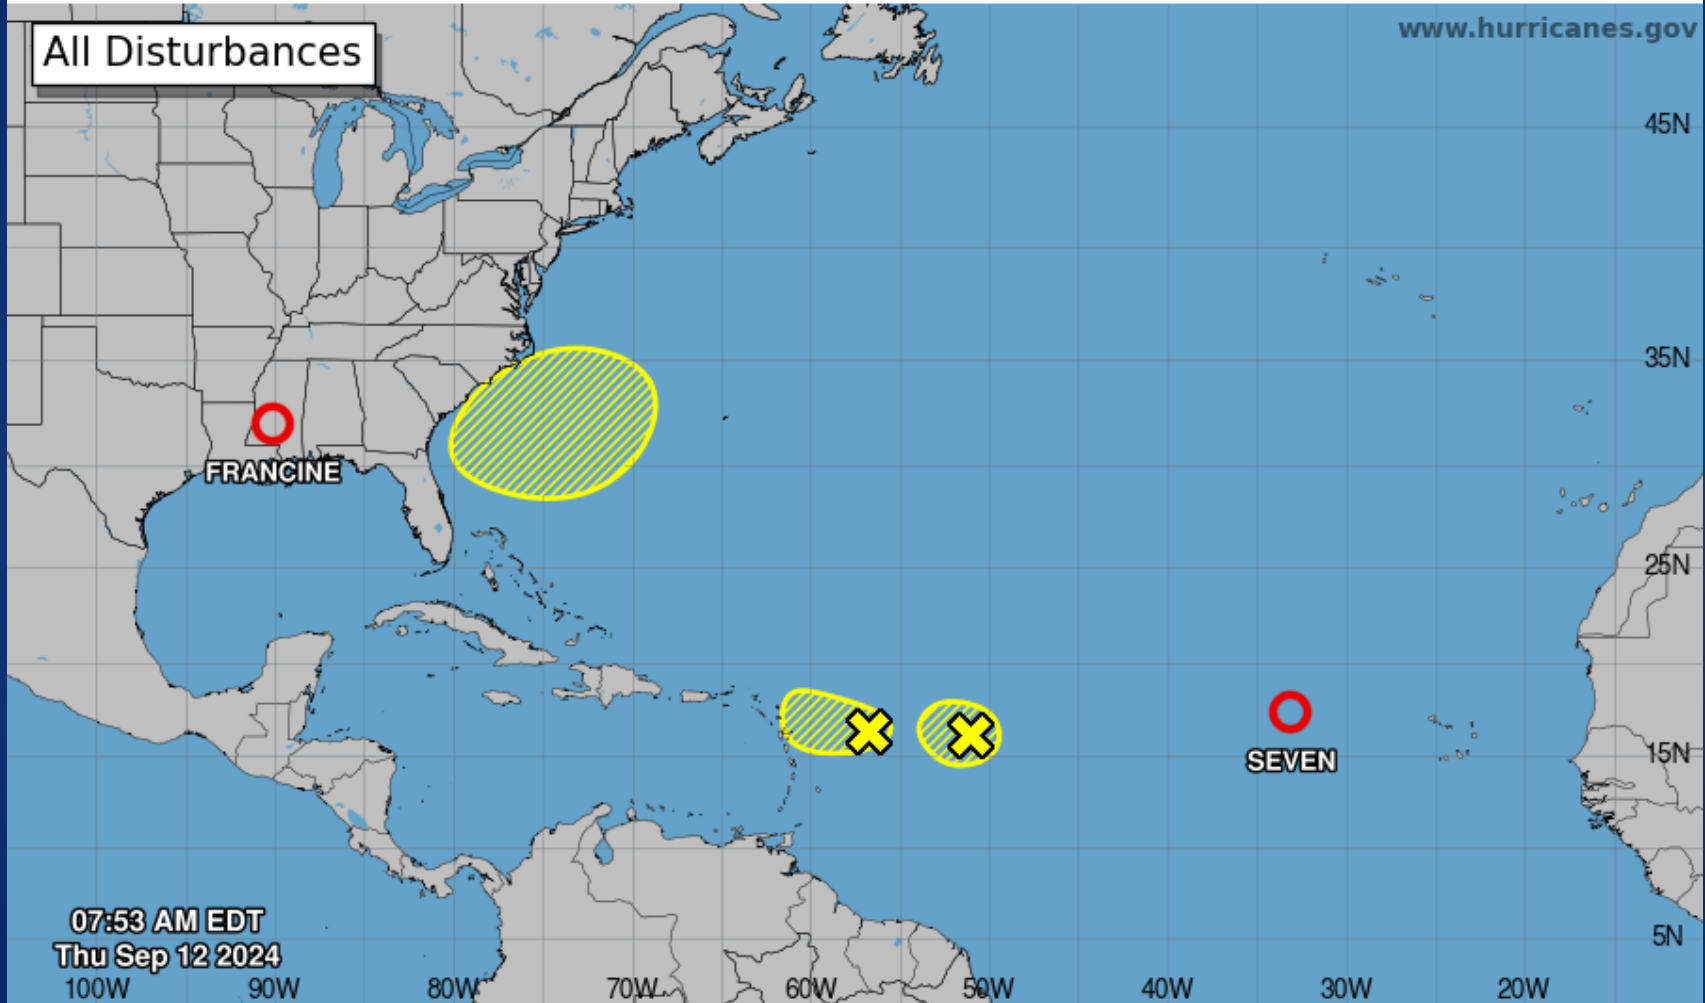 All Disturbances
www.hurricanes.gov
45N
35N
FRANCINE
25N
SEVEN
15N
07:53 AM EDT
Thu Sep 12 2024
5N
100W 90W 80W 70W 60W 50W 40W 30W 20W